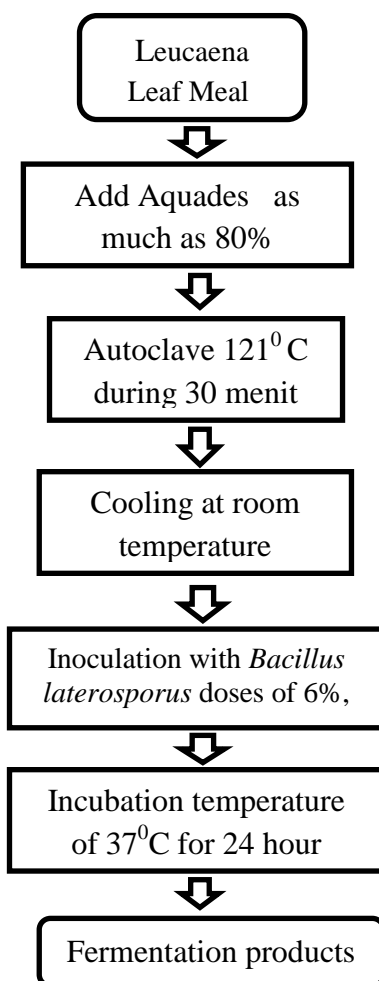 Leucaena
Leaf Meal
Add Aquades as
much as 80%
Autoclave 121⁰ C
during 30 menit
Cooling at room
temperature
Inoculation with Bacillus
laterosporus doses of 6%,
Incubation temperature
of 37⁰C for 24 hour
Fermentation products